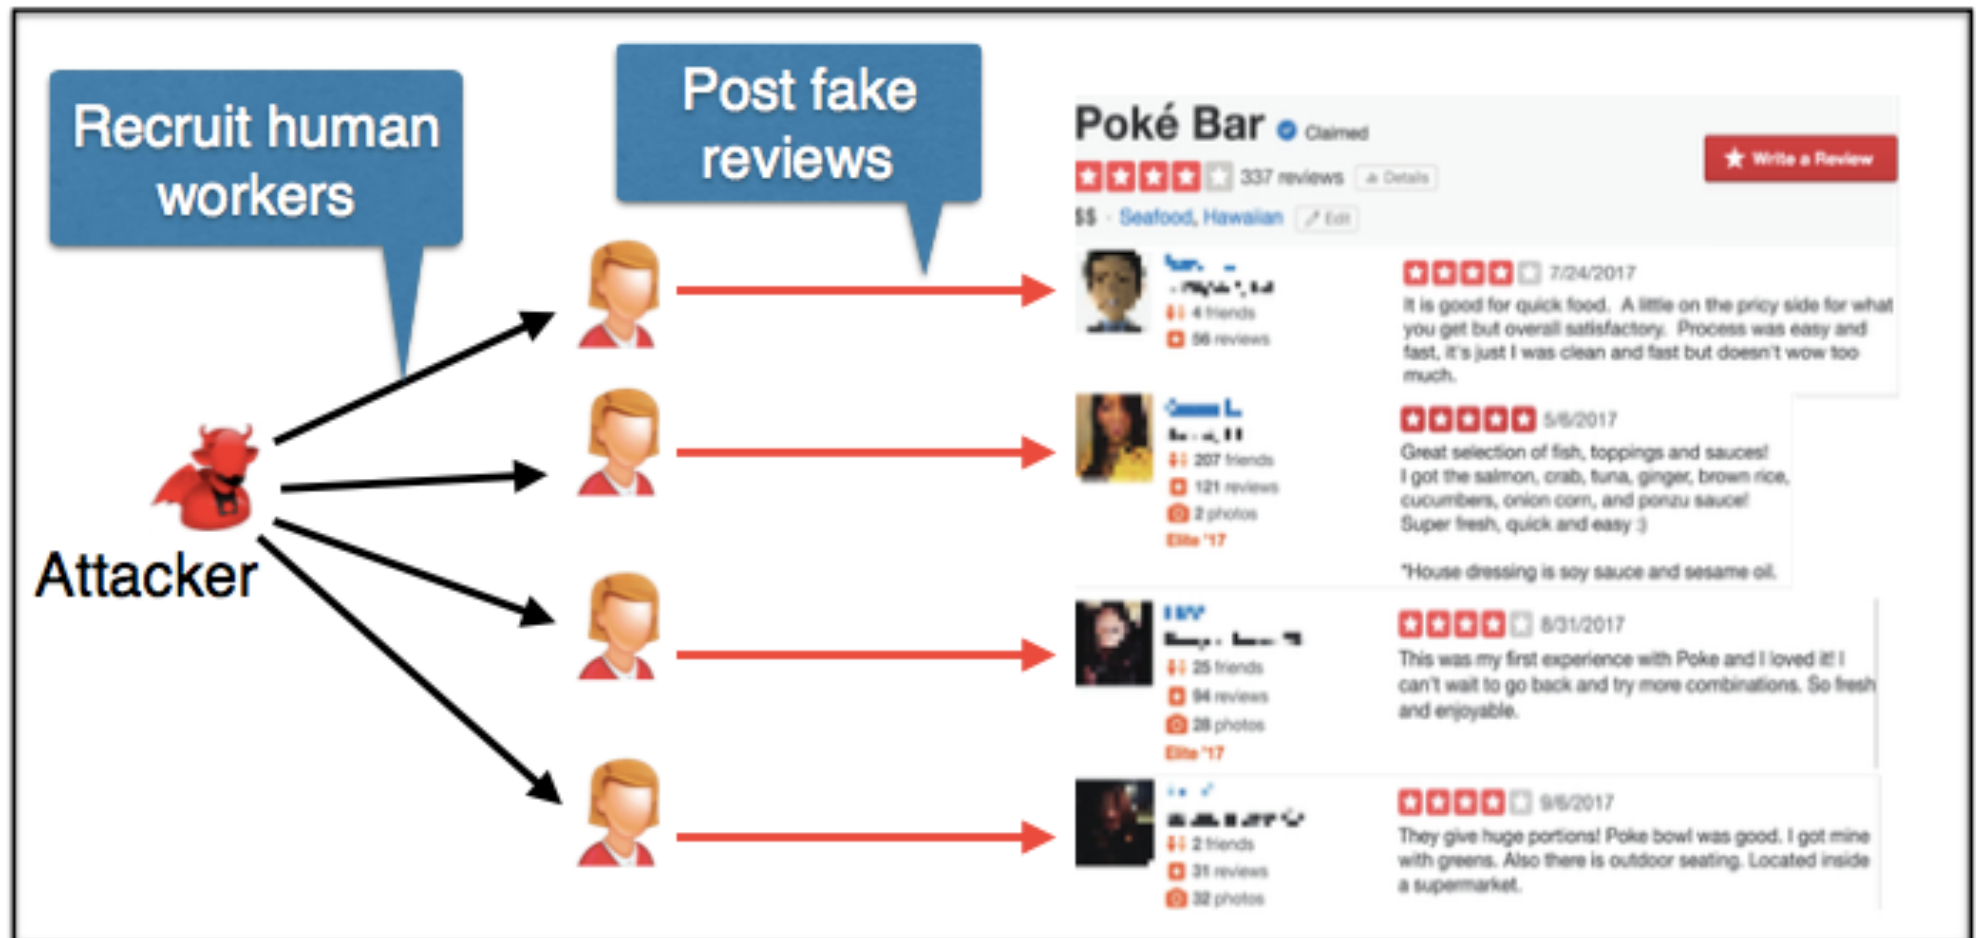 Recruit human
workers
Post fake
reviews
Attacker
Poké Bar Claimed
337 reviews Details
Write a Review
$$ · Seafood, Hawaiian Edit
4 friends
56 reviews
7/24/2017
It is good for quick food. A little on the pricy side for what
you get but overall satisfactory. Process was easy and
fast, it's just I was clean and fast but doesn't wow too
much.
207 friends
121 reviews
2 photos
Elite '17
5/6/2017
Great selection of fish, toppings and sauces!
I got the salmon, crab, tuna, ginger, brown rice,
cucumbers, onion corn, and ponzu sauce!
Super fresh, quick and easy :)
*House dressing is soy sauce and sesame oil.
25 friends
94 reviews
28 photos
Elite '17
8/31/2017
This was my first experience with Poke and I loved it! I
can't wait to go back and try more combinations. So fresh
and enjoyable.
2 friends
31 reviews
32 photos
9/6/2017
They give huge portions! Poke bowl was good. I got mine
with greens. Also there is outdoor seating. Located inside
a supermarket.